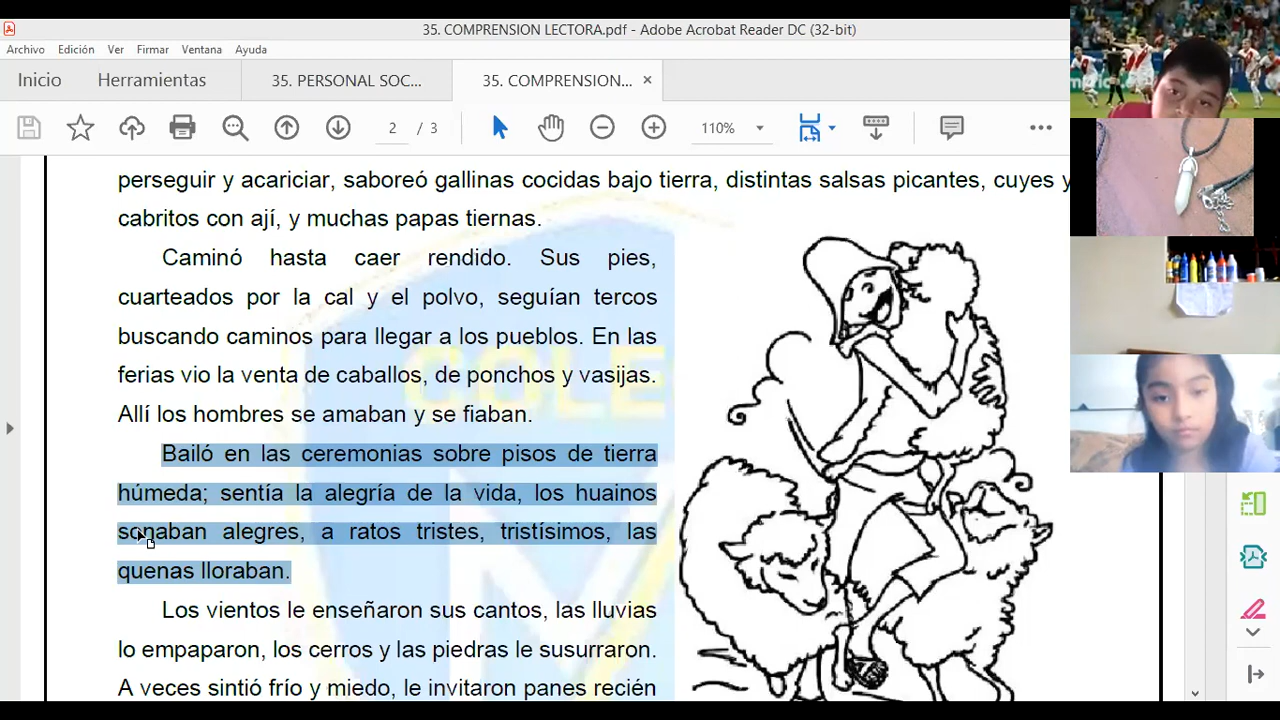 35. COMPRENSION LECTORA.pdf - Adobe Acrobat Reader DC (32-bit)
Archivo Edición Ver Firmar Ventana Ayuda
Inicio Herramientas 35. PERSONAL SOC... 35. COMPRENSION... ×
2 / 3 110%
perseguir y acariciar, saboreó gallinas cocidas bajo tierra, distintas salsas picantes, cuyes y
cabritos con ají, y muchas papas tiernas.
Caminó hasta caer rendido. Sus pies,
cuarteados por la cal y el polvo, seguían tercos
buscando caminos para llegar a los pueblos. En las
ferias vio la venta de caballos, de ponchos y vasijas.
Allí los hombres se amaban y se fiaban.
Bailó en las ceremonias sobre pisos de tierra
húmeda; sentía la alegría de la vida, los huainos
sonaban alegres, a ratos tristes, tristísimos, las
quenas lloraban.
Los vientos le enseñaron sus cantos, las lluvias
lo empaparon, los cerros y las piedras le susurraron.
A veces sintió frío y miedo, le invitaron panes recién
COLE